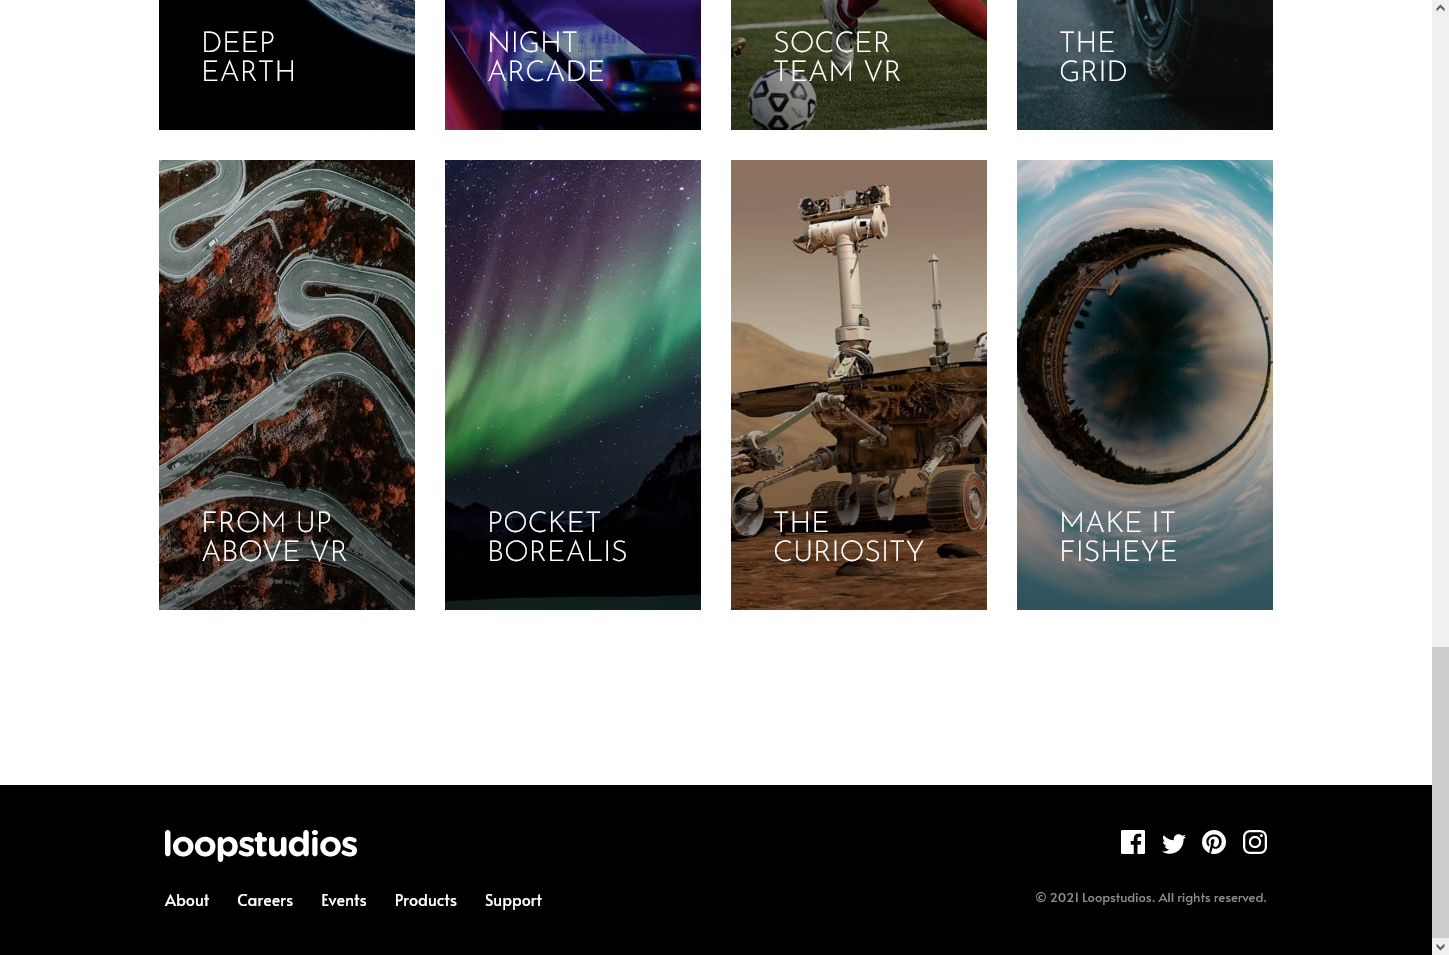 DEEP
EARTH
NIGHT
ARCADE
SOCCER
TEAM VR
THE
GRID
FROM UP
ABOVE VR
POCKET
BOREALIS
THE
CURIOSITY
MAKE IT
FISHEYE
loopstudios
About Careers Events Products Support
© 2021 Loopstudios. All rights reserved.